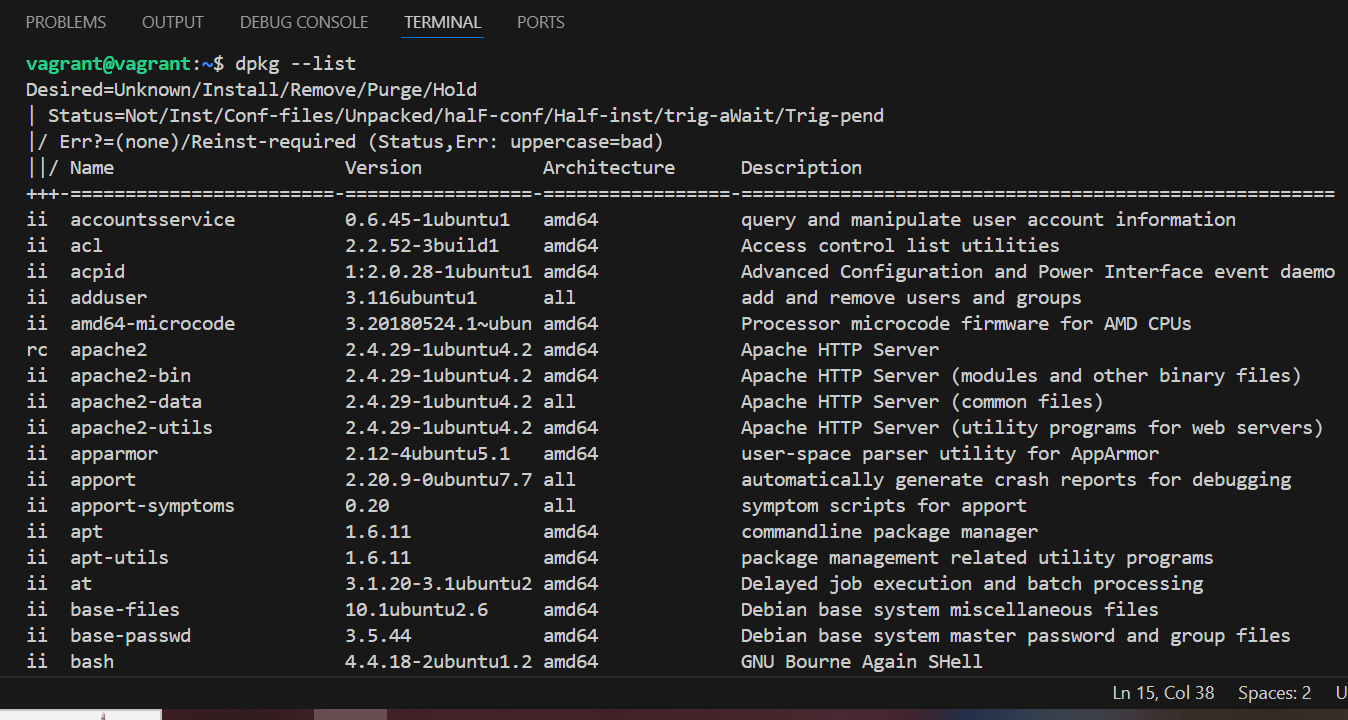 PROBLEMS OUTPUT DEBUG CONSOLE TERMINAL PORTS
vagrant@vagrant:~$ dpkg --list
Desired=Unknown/Install/Remove/Purge/Hold
| Status=Not/Inst/Conf-files/Unpacked/halF-conf/Half-inst/trig-aWait/Trig-pend
|/ Err?=(none)/Reinst-required (Status,Err: uppercase=bad)
||/ Name Version Architecture Description
+++-========================-=================-=================-======================================================
ii accountsservice 0.6.45-1ubuntu1 amd64 query and manipulate user account information
ii acl 2.2.52-3build1 amd64 Access control list utilities
ii acpid 1:2.0.28-1ubuntu1 amd64 Advanced Configuration and Power Interface event daemo
ii adduser 3.116ubuntu1 all add and remove users and groups
ii amd64-microcode 3.20180524.1~ubun amd64 Processor microcode firmware for AMD CPUs
rc apache2 2.4.29-1ubuntu4.2 amd64 Apache HTTP Server
ii apache2-bin 2.4.29-1ubuntu4.2 amd64 Apache HTTP Server (modules and other binary files)
ii apache2-data 2.4.29-1ubuntu4.2 all Apache HTTP Server (common files)
ii apache2-utils 2.4.29-1ubuntu4.2 amd64 Apache HTTP Server (utility programs for web servers)
ii apparmor 2.12-4ubuntu5.1 amd64 user-space parser utility for AppArmor
ii apport 2.20.9-0ubuntu7.7 all automatically generate crash reports for debugging
ii apport-symptoms 0.20 all symptom scripts for apport
ii apt 1.6.11 amd64 commandline package manager
ii apt-utils 1.6.11 amd64 package management related utility programs
ii at 3.1.20-3.1ubuntu2 amd64 Delayed job execution and batch processing
ii base-files 10.1ubuntu2.6 amd64 Debian base system miscellaneous files
ii base-passwd 3.5.44 amd64 Debian base system master password and group files
ii bash 4.4.18-2ubuntu1.2 amd64 GNU Bourne Again SHell
Ln 15, Col 38 Spaces: 2 U